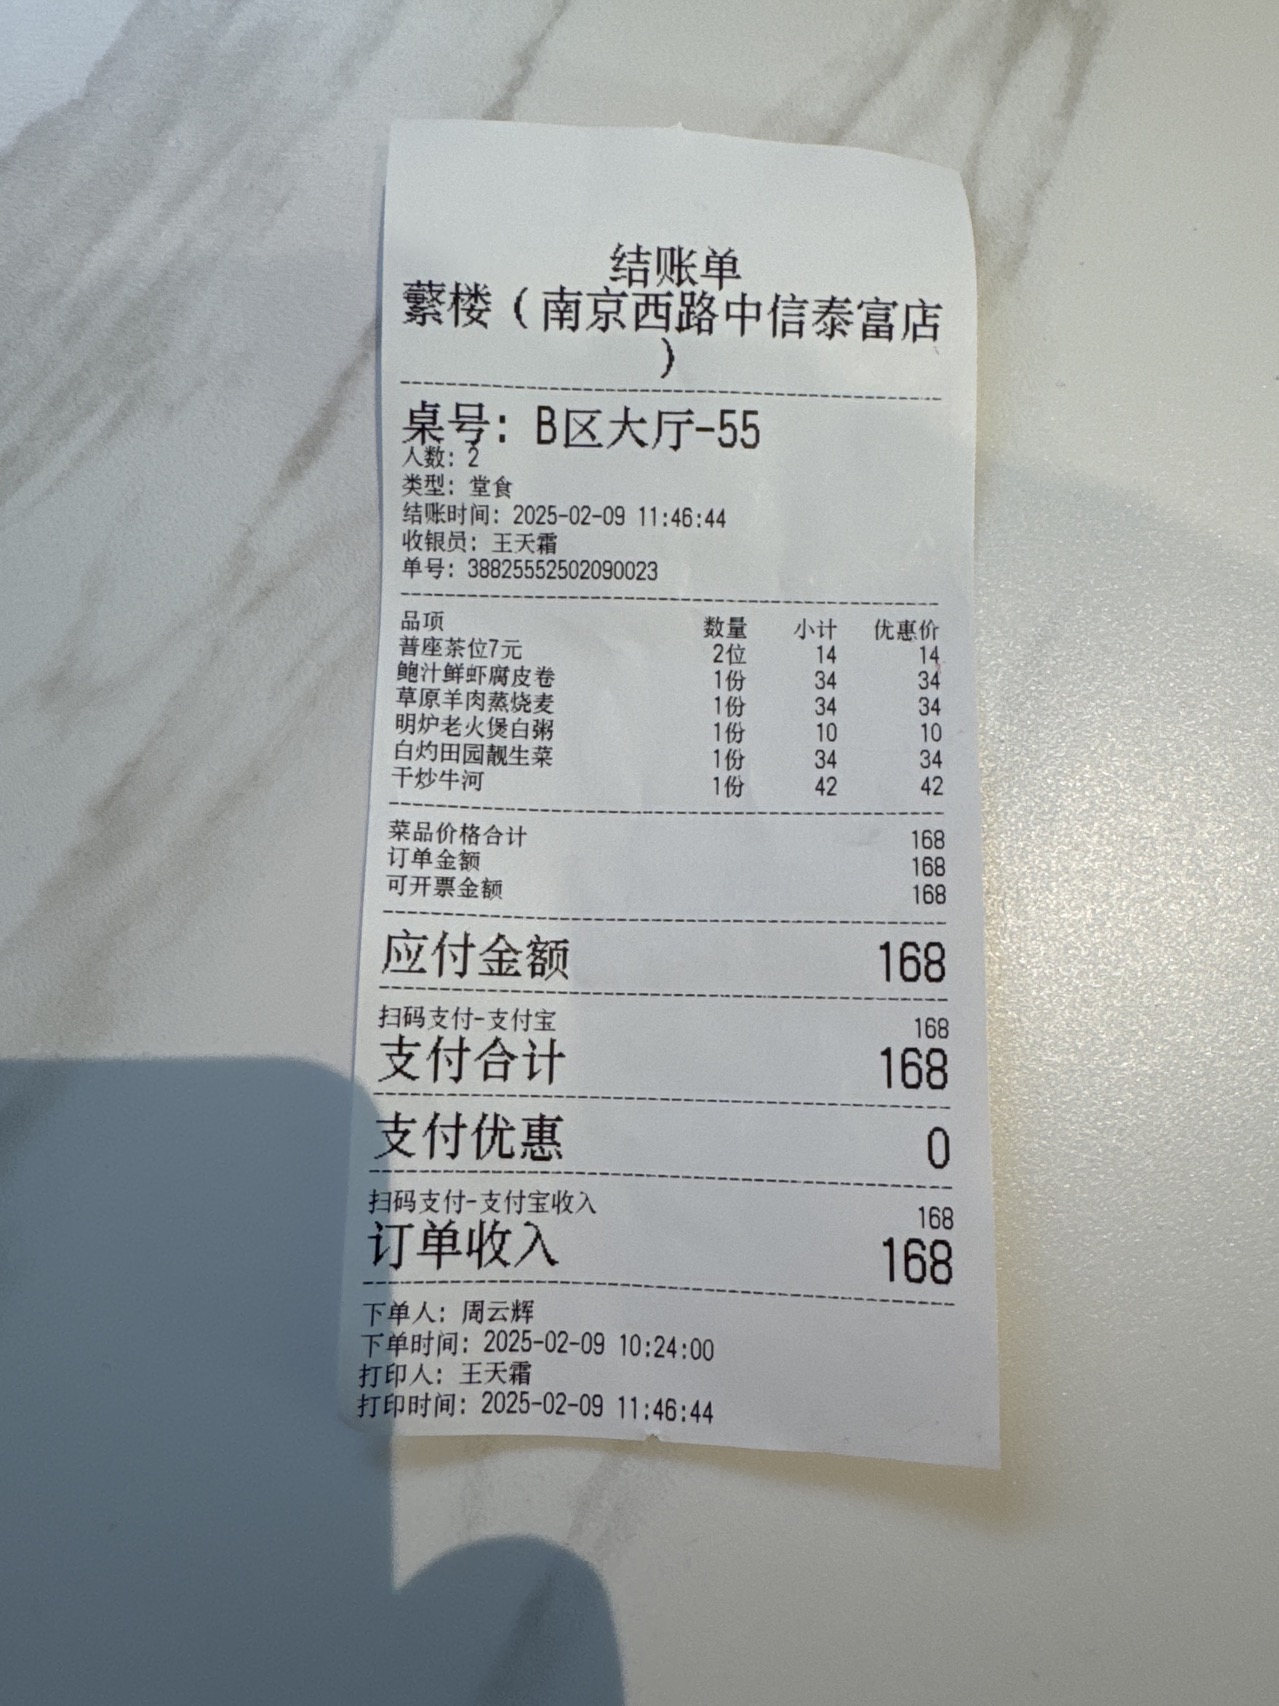 结账单
蘩楼（南京西路中信泰富店
）
桌号: B区大厅-55
人数: 2
类型: 堂食
结账时间: 2025-02-09 11:46:44
收银员: 王天霜
单号: 38825552502090023
品项 数量 小计 优惠价
普座茶位7元 2位 14 14
鲍汁鲜虾腐皮卷 1份 34 34
草原羊肉蒸烧麦 1份 34 34
明炉老火煲白粥 1份 10 10
白灼田园靓生菜 1份 34 34
干炒牛河 1份 42 42
菜品价格合计 168
订单金额 168
可开票金额 168
应付金额 168
扫码支付-支付宝 168
支付合计 168
支付优惠 0
扫码支付-支付宝收入 168
订单收入 168
下单人: 周云辉
下单时间: 2025-02-09 10:24:00
打印人: 王天霜
打印时间: 2025-02-09 11:46:44